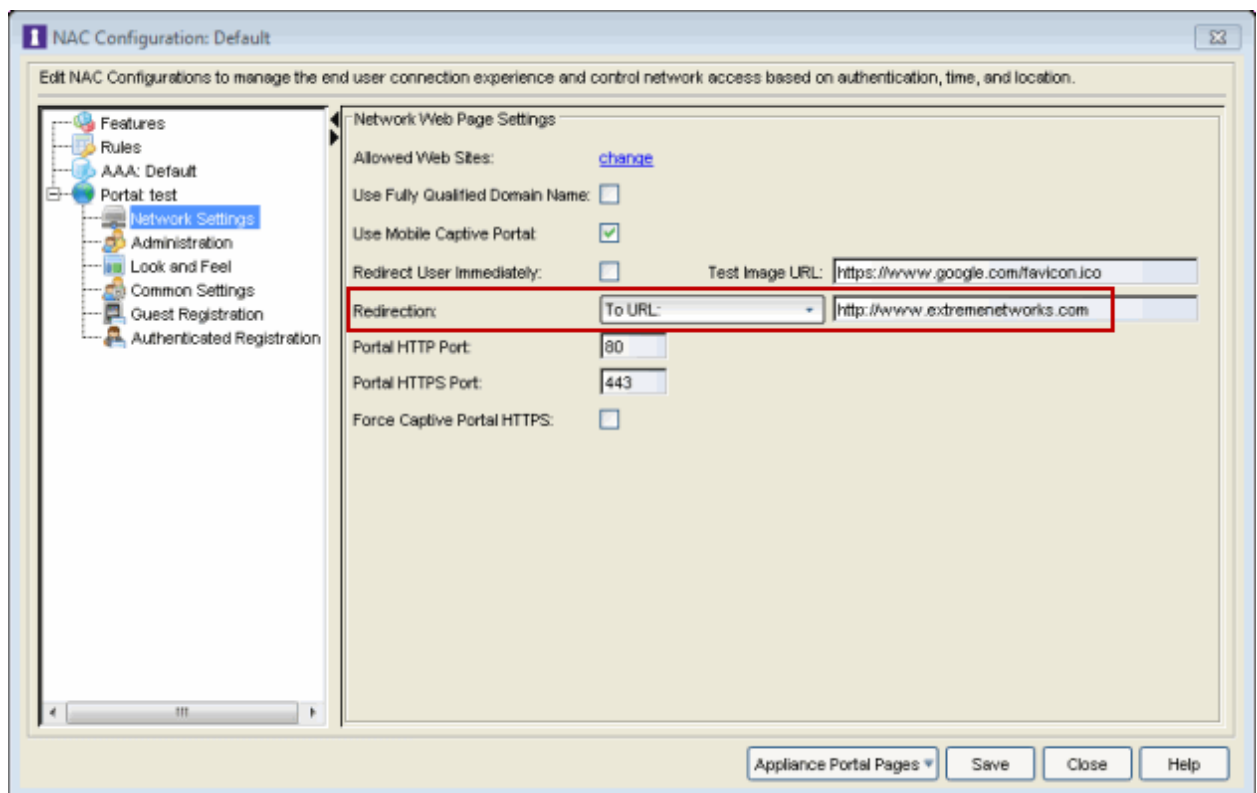 NAC Configuration: Default
Edit NAC Configurations to manage the end user connection experience and control network access based on authentication, time, and location.
Features
Rules
AAA: Default
Portal: test
Network Settings
Administration
Look and Feel
Common Settings
Guest Registration
Authenticated Registration
Network Web Page Settings
Allowed Web Sites: change
Use Fully Qualified Domain Name:
Use Mobile Captive Portal:
Redirect User Immediately: Test Image URL: https://www.google.com/favicon.ico
Redirection: To URL: http://www.extremenetworks.com
Portal HTTP Port: 80
Portal HTTPS Port: 443
Force Captive Portal HTTPS:
Appliance Portal Pages Save Close Help